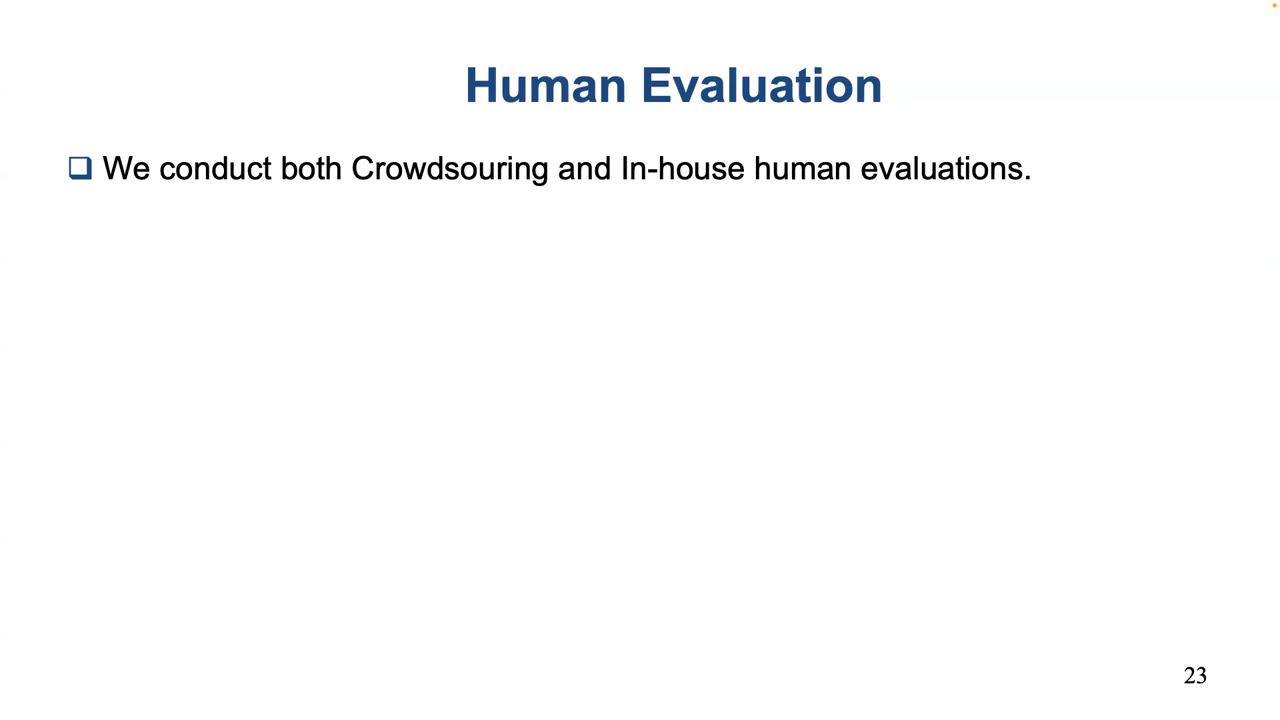 Human Evaluation
We conduct both Crowdsouring and In-house human evaluations.
23